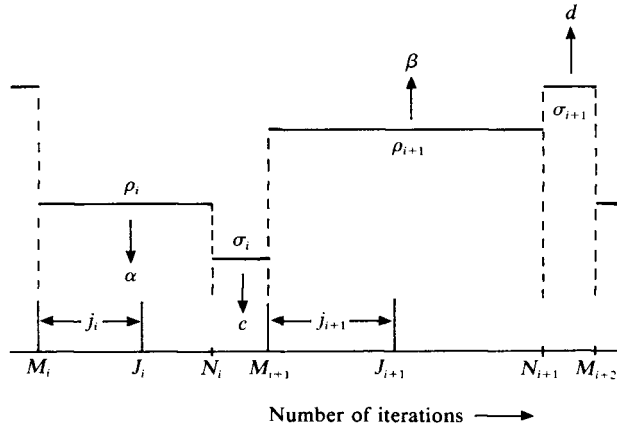 d
β
σ_{i+1}
ρ_{i+1}
ρ_i
σ_i
α
c
j_i
j_{i+1}
M_i J_i N_i M_{i+1} J_{i+1} N_{i+1} M_{i+2}
Number of iterations